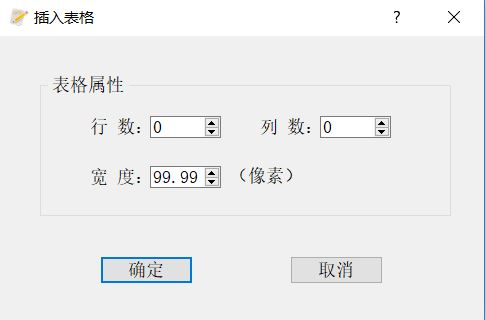 插入表格
表格属性
行 数: 0 列 数: 0
宽 度: 99.99 （像素）
确定 取消